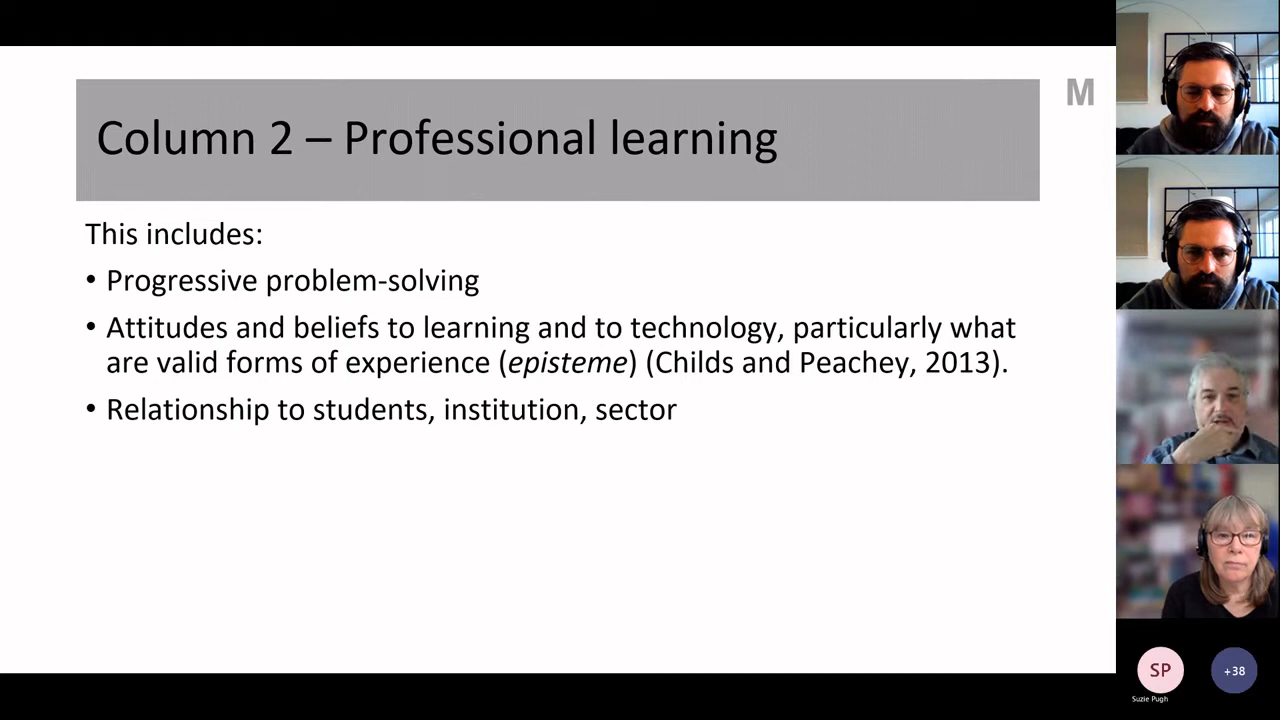 Column 2 – Professional learning
M
This includes:
• Progressive problem-solving
• Attitudes and beliefs to learning and to technology, particularly what
are valid forms of experience (episteme) (Childs and Peachey, 2013).
• Relationship to students, institution, sector
SP
+38
Suzie Pugh